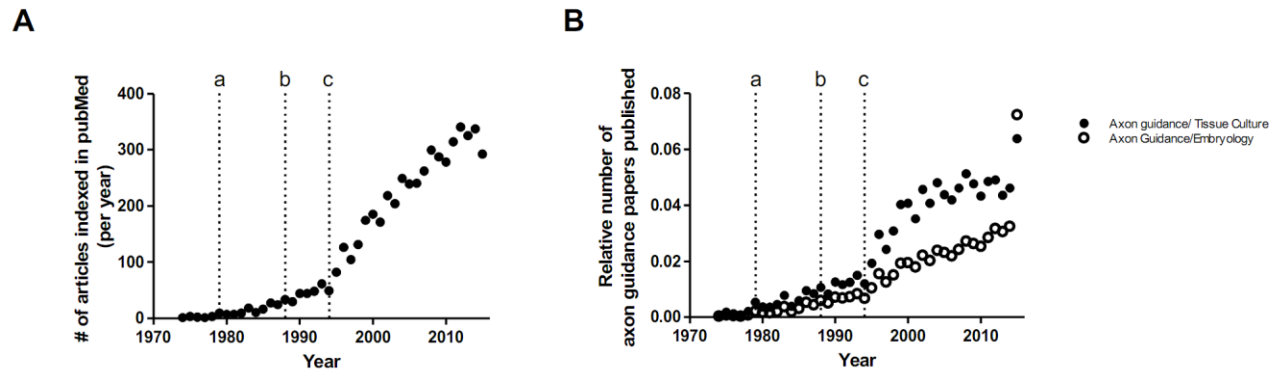 A
# of articles indexed in pubMed
(per year)
a
b
c
400
300
200
100
0
1970
1980
1990
2000
2010
Year
B
Relative number of
axon guidance papers published
a
b
c
0.08
0.06
0.04
0.02
0.00
1970
1980
1990
2000
2010
Year
Axon guidance/ Tissue Culture
Axon Guidance/Embryology